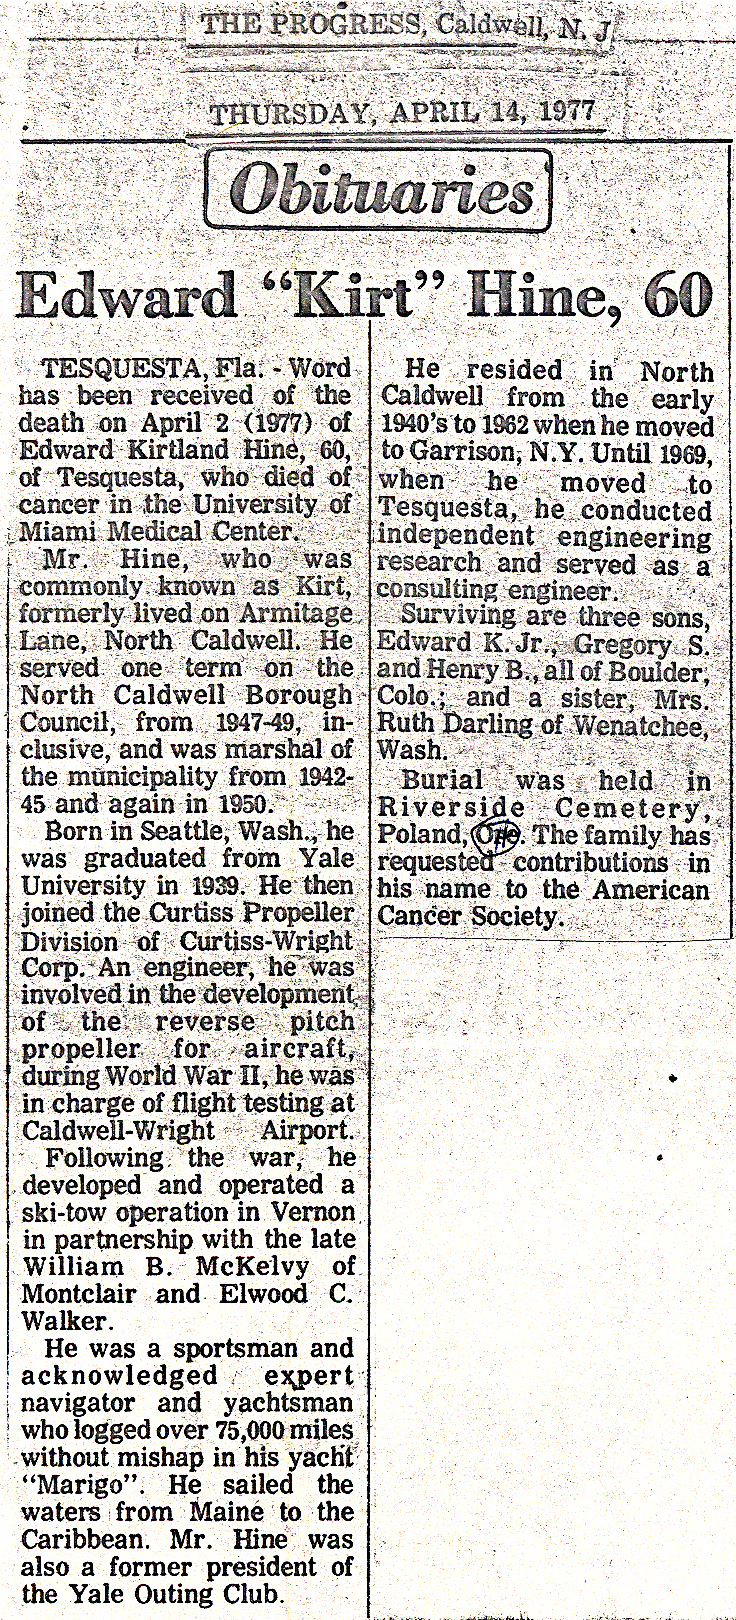 THE PROGRESS, Caldwell, N. J.
THURSDAY, APRIL 14, 1977
Obituaries
Edward “Kirt” Hine, 60
TESQUESTA, Fla. - Word
has been received of the
death on April 2 (1977) of
Edward Kirtland Hine, 60,
of Tesquesta, who died of
cancer in the University of
Miami Medical Center.
Mr. Hine, who was
commonly known as Kirt,
formerly lived on Armitage
Lane, North Caldwell. He
served one term on the
North Caldwell Borough
Council, from 1947-49, in-
clusive, and was marshal of
the municipality from 1942-
45 and again in 1950.
Born in Seattle, Wash., he
was graduated from Yale
University in 1939. He then
joined the Curtiss Propeller
Division of Curtiss-Wright
Corp. An engineer, he was
involved in the development
of the reverse pitch
propeller for aircraft,
during World War II, he was
in charge of flight testing at
Caldwell-Wright Airport.
Following the war, he
developed and operated a
ski-tow operation in Vernon
in partnership with the late
William B. McKelvy of
Montclair and Elwood C.
Walker.
He was a sportsman and
acknowledged expert
navigator and yachtsman
who logged over 75,000 miles
without mishap in his yacht
“Marigo”. He sailed the
waters from Maine to the
Caribbean. Mr. Hine was
also a former president of
the Yale Outing Club.
He resided in North
Caldwell from the early
1940's to 1962 when he moved
to Garrison, N.Y. Until 1969,
when he moved to
Tesquesta, he conducted
independent engineering
research and served as a
consulting engineer.
Surviving are three sons,
Edward K. Jr., Gregory S.
and Henry B., all of Boulder,
Colo.; and a sister, Mrs.
Ruth Darling of Wenatchee,
Wash.
Burial was held in
Riverside Cemetery,
Poland, The family has
requested contributions in
his name to the American
Cancer Society.